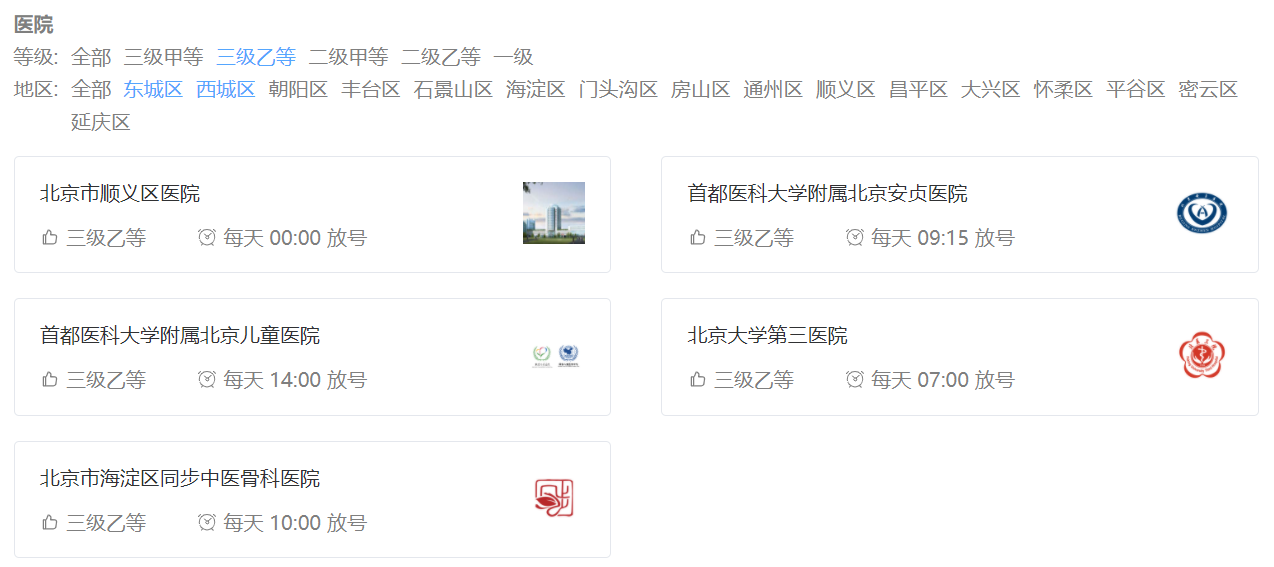 医院
等级: 全部 三级甲等 三级乙等 二级甲等 二级乙等 一级
地区: 全部 东城区 西城区 朝阳区 丰台区 石景山区 海淀区 门头沟区 房山区 通州区 顺义区 昌平区 大兴区 怀柔区 平谷区 密云区
延庆区
北京市顺义区医院
三级乙等 每天 00:00 放号
首都医科大学附属北京安贞医院
三级乙等 每天 09:15 放号
首都医科大学附属北京儿童医院
三级乙等 每天 14:00 放号
北京大学第三医院
三级乙等 每天 07:00 放号
北京市海淀区同步中医骨科医院
三级乙等 每天 10:00 放号